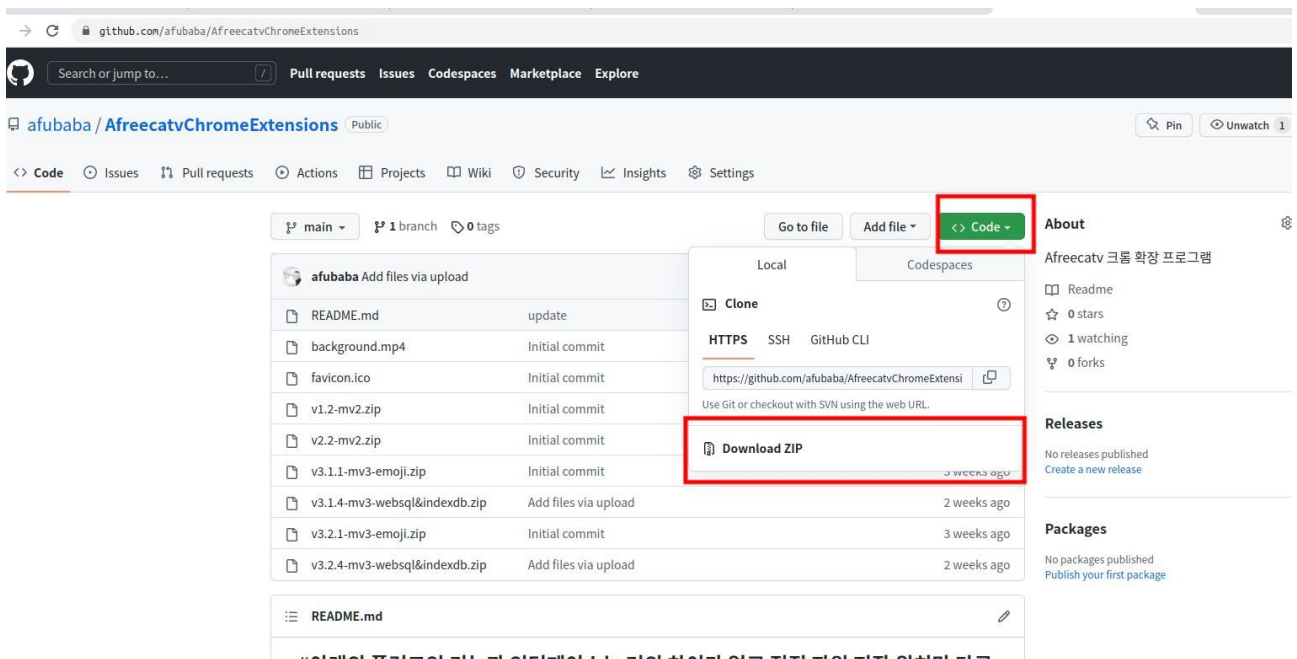 github.com/afubaba/AfreecatvChromeExtensions
Search or jump to... / Pull requests Issues Codespaces Marketplace Explore
afubaba / AfreecatvChromeExtensions Public
Pin Unwatch 1
<> Code Issues Pull requests Actions Projects Wiki Security Insights Settings
main 1 branch 0 tags Go to file Add file <> Code
afubaba Add files via upload
README.md update
background.mp4 Initial commit
favicon.ico Initial commit
v1.2-mv2.zip Initial commit
v2.2-mv2.zip Initial commit
v3.1.1-mv3-emoji.zip Initial commit 3 weeks ago
v3.1.4-mv3-websql&indexdb.zip Add files via upload 2 weeks ago
v3.2.1-mv3-emoji.zip Initial commit 3 weeks ago
v3.2.4-mv3-websql&indexdb.zip Add files via upload 2 weeks ago
Local Codespaces
Clone
HTTPS SSH GitHub CLI
https://github.com/afubaba/AfreecatvChromeExtensi
Use Git or checkout with SVN using the web URL.
Download ZIP
About
Afreecatv 크롬 확장 프로그램
Readme
0 stars
1 watching
0 forks
Releases
No releases published
Create a new release
Packages
No packages published
Publish your first package
README.md